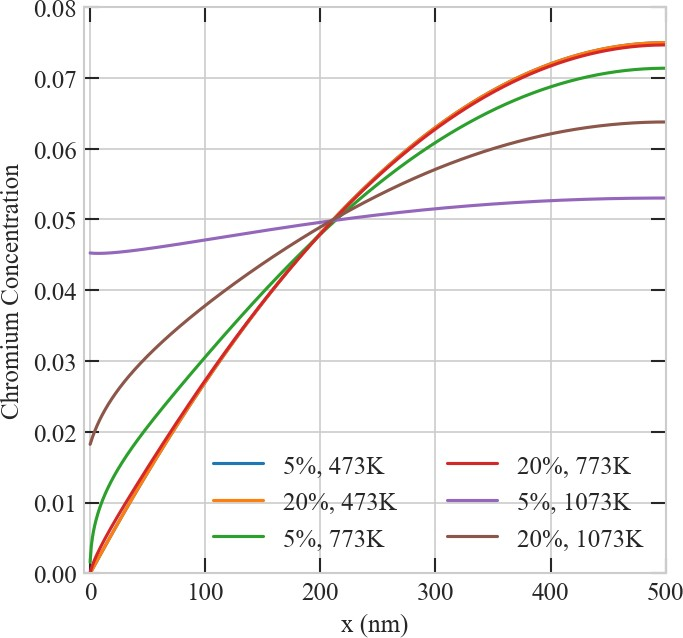 0.08
0.07
0.06
0.05
0.04
0.03
0.02
0.01
0.00
Chromium Concentration
5%, 473K
20%, 473K
5%, 773K
20%, 773K
5%, 1073K
20%, 1073K
0 100 200 300 400 500
x (nm)